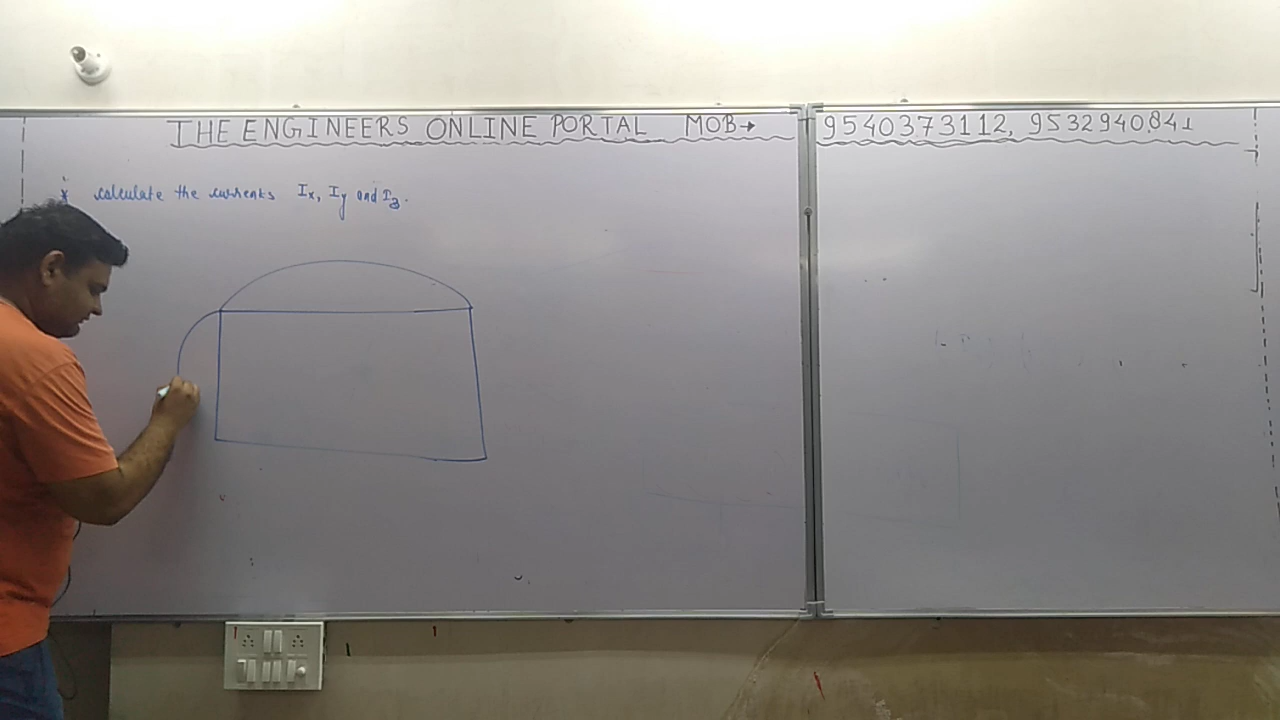 THE ENGINEERS ONLINE PORTAL MOB→ 9540373112, 9532940841
* calculate the currents Ix, Iy and Iz.